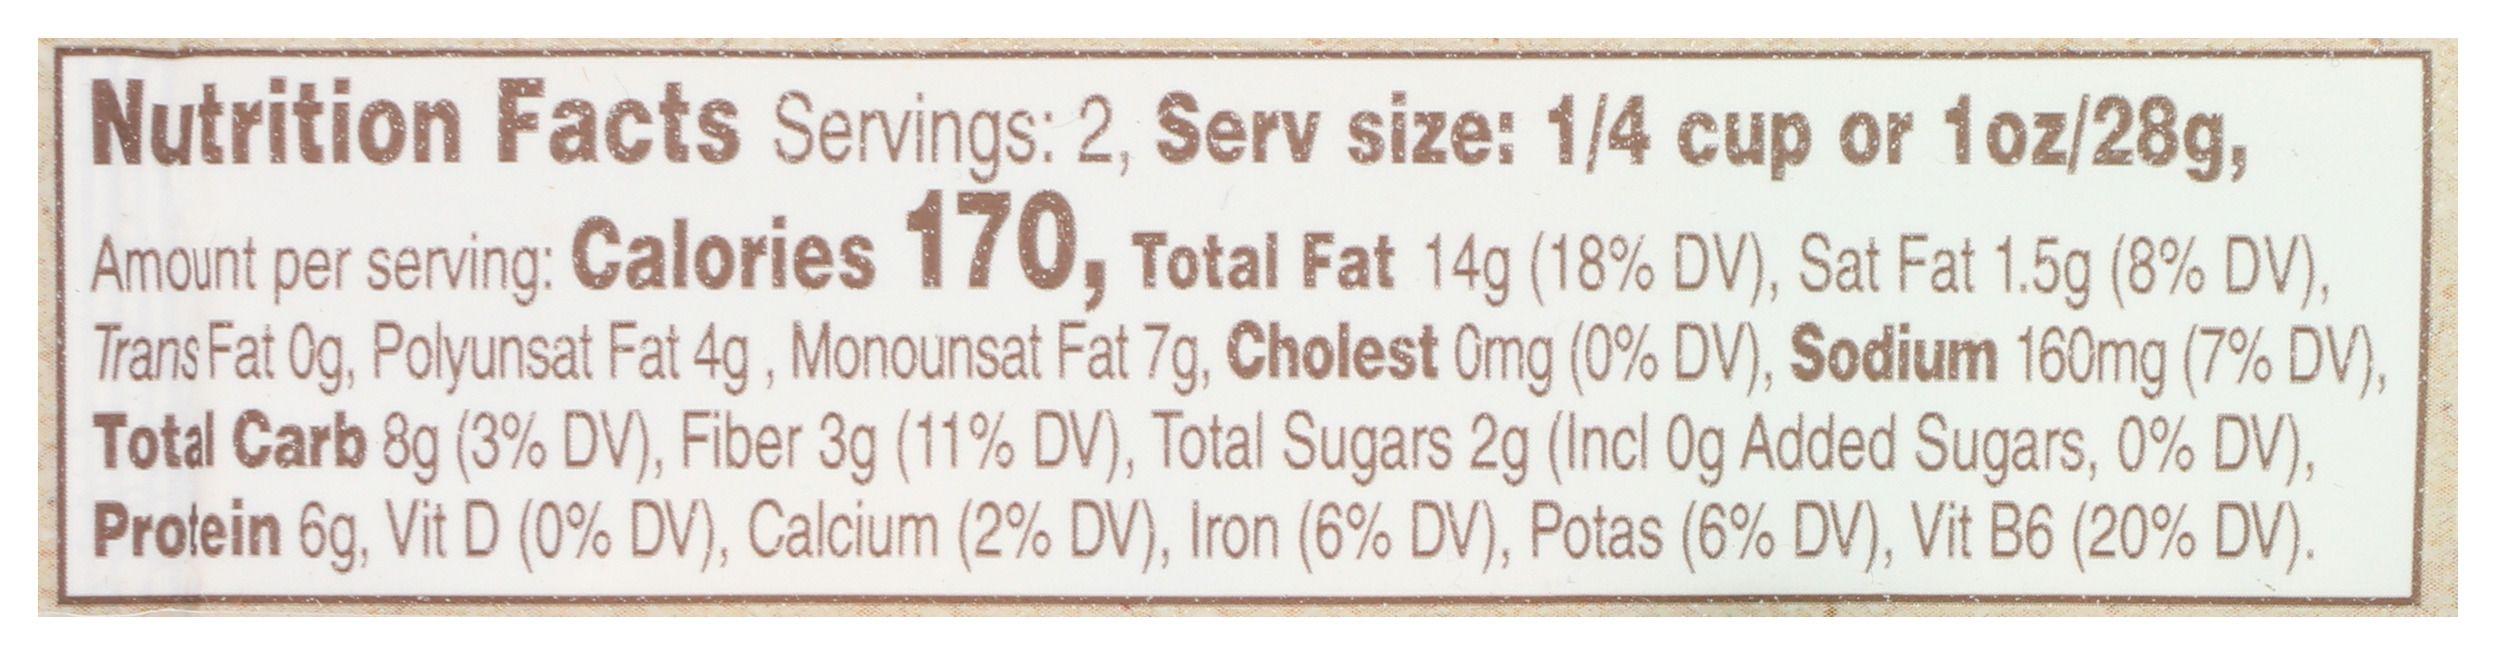 Nutrition Facts Servings: 2, Serv size: 1/4 cup or 1oz/28g,
Amount per serving: Calories 170, Total Fat 14g (18% DV), Sat Fat 1.5g (8% DV),
Trans Fat 0g, Polyunsat Fat 4g , Monounsat Fat 7g, Cholest 0mg (0% DV), Sodium 160mg (7% DV),
Total Carb 8g (3% DV), Fiber 3g (11% DV), Total Sugars 2g (Incl 0g Added Sugars, 0% DV),
Protein 6g, Vit D (0% DV), Calcium (2% DV), Iron (6% DV), Potas (6% DV), Vit B6 (20% DV).